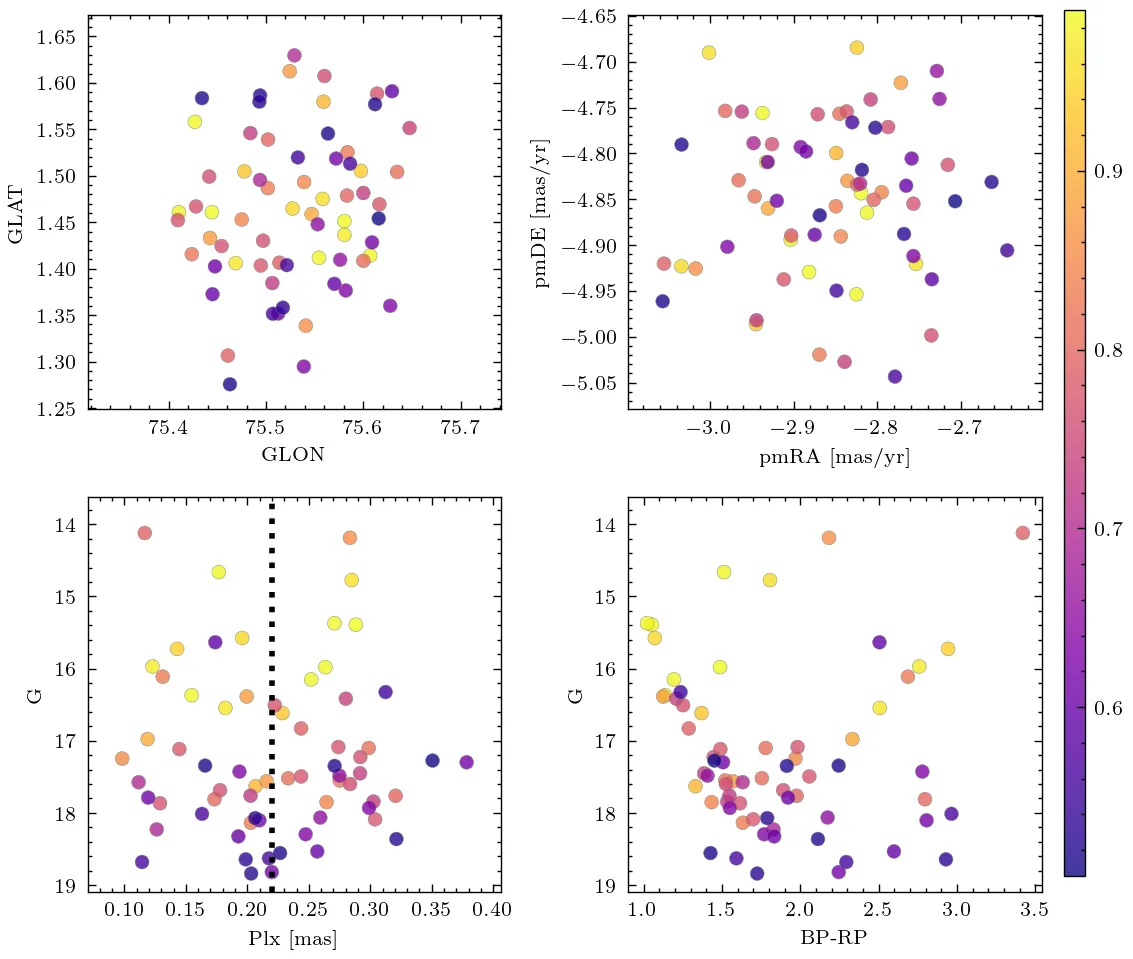 GLAT
1.65
1.60
1.55
1.50
1.45
1.40
1.35
1.30
1.25
75.4 75.5 75.6 75.7
GLON
pmDE [mas/yr]
−4.65
−4.70
−4.75
−4.80
−4.85
−4.90
−4.95
−5.00
−5.05
−3.0 −2.9 −2.8 −2.7
pmRA [mas/yr]
0.9
0.8
0.7
0.6
G
14
15
16
17
18
19
0.10 0.15 0.20 0.25 0.30 0.35 0.40
Plx [mas]
G
14
15
16
17
18
19
1.0 1.5 2.0 2.5 3.0 3.5
BP-RP